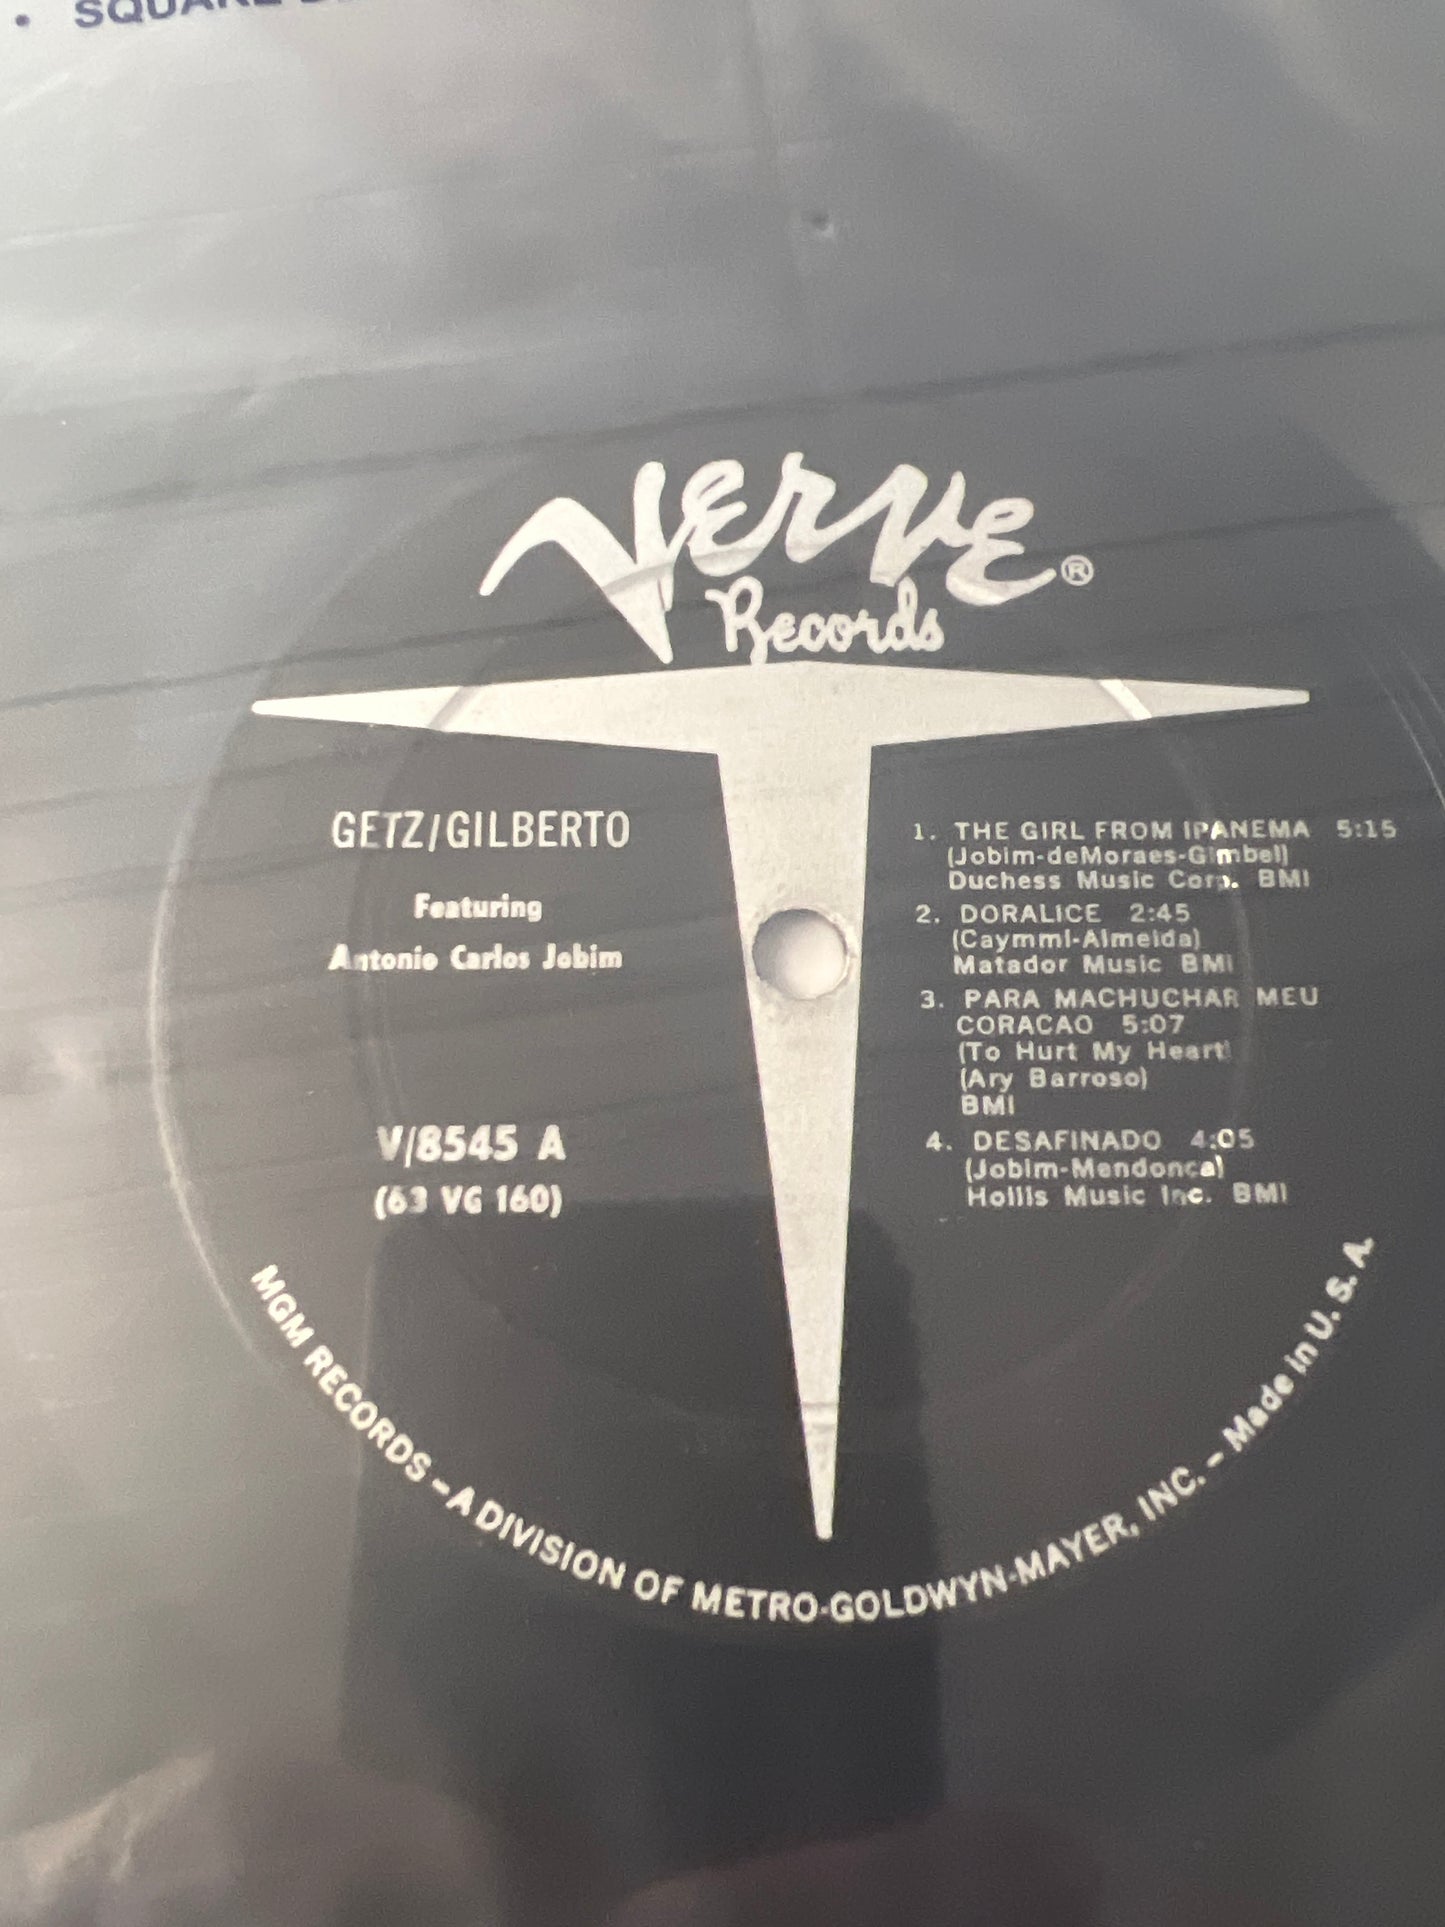 • SQUARE
Verve ®
Records
GETZ/GILBERTO
Featuring
Antonio Carlos Jobim
V/8545 A
(63 VG 160)
1. THE GIRL FROM IPANEMA 5:15
(Jobim-deMoraes-Gimbel)
Duchess Music Corp. BMI
2. DORALICE 2:45
(Caymmi-Almeida)
Matador Music BMI
3. PARA MACHUCHAR MEU
CORACAO 5:07
(To Hurt My Heart)
(Ary Barroso)
BMI
4. DESAFINADO 4:05
(Jobim-Mendonca)
Hollis Music Inc. BMI
MGM RECORDS – A DIVISION OF METRO-GOLDWYN-MAYER, INC. – Made in U. S. A.